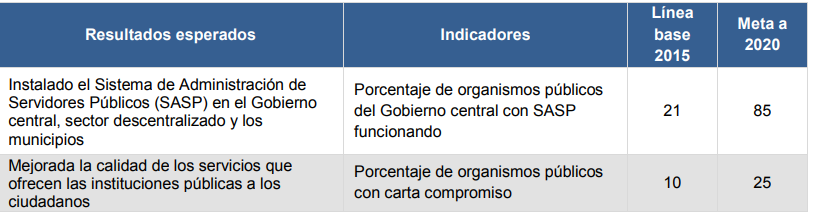 Resultados esperados
Indicadores
Línea
base
2015
Meta a
2020
Instalado el Sistema de Administración de
Servidores Públicos (SASP) en el Gobierno
central, sector descentralizado y los
municipios
Porcentaje de organismos públicos
del Gobierno central con SASP
funcionando
21
85
Mejorada la calidad de los servicios que
ofrecen las instituciones públicas a los
ciudadanos
Porcentaje de organismos públicos
con carta compromiso
10
25